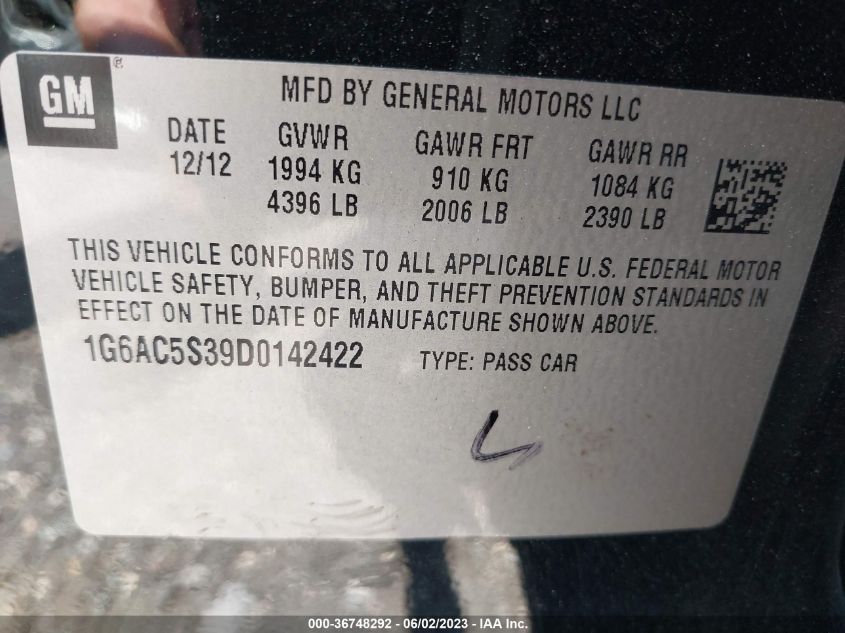 GM ®
MFD BY GENERAL MOTORS LLC
DATE GVWR GAWR FRT GAWR RR
12/12 1994 KG 910 KG 1084 KG
4396 LB 2006 LB 2390 LB
THIS VEHICLE CONFORMS TO ALL APPLICABLE U.S. FEDERAL MOTOR
VEHICLE SAFETY, BUMPER, AND THEFT PREVENTION STANDARDS IN
EFFECT ON THE DATE OF MANUFACTURE SHOWN ABOVE.
1G6AC5S39D0142422 TYPE: PASS CAR
000-36748292 - 06/02/2023 - IAA Inc.